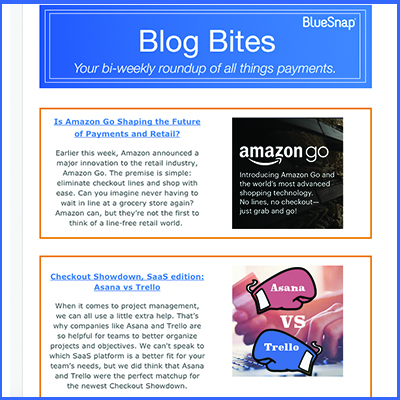 BlueSnap
Blog Bites
Your bi-weekly roundup of all things payments.
Is Amazon Go Shaping the Future
of Payments and Retail?
Earlier this week, Amazon announced a
major innovation to the retail industry,
Amazon Go. The premise is simple:
eliminate checkout lines and shop with
ease. Can you imagine never having to
wait in line at a grocery store again?
Amazon can, but they're not the first to
think of a line-free retail world.
amazon go
Introducing Amazon Go and
the world's most advanced
shopping technology.
No lines, no checkout—
just grab and go!
Checkout Showdown, SaaS edition:
Asana vs Trello
When it comes to project management,
we can all use a little extra help. That's
why companies like Asana and Trello are
so helpful for teams to better organize
projects and objectives. We can't speak to
which SaaS platform is a better fit for your
team's needs, but we did think that Asana
and Trello were the perfect matchup for
the newest Checkout Showdown.
Asana
VS
Trello